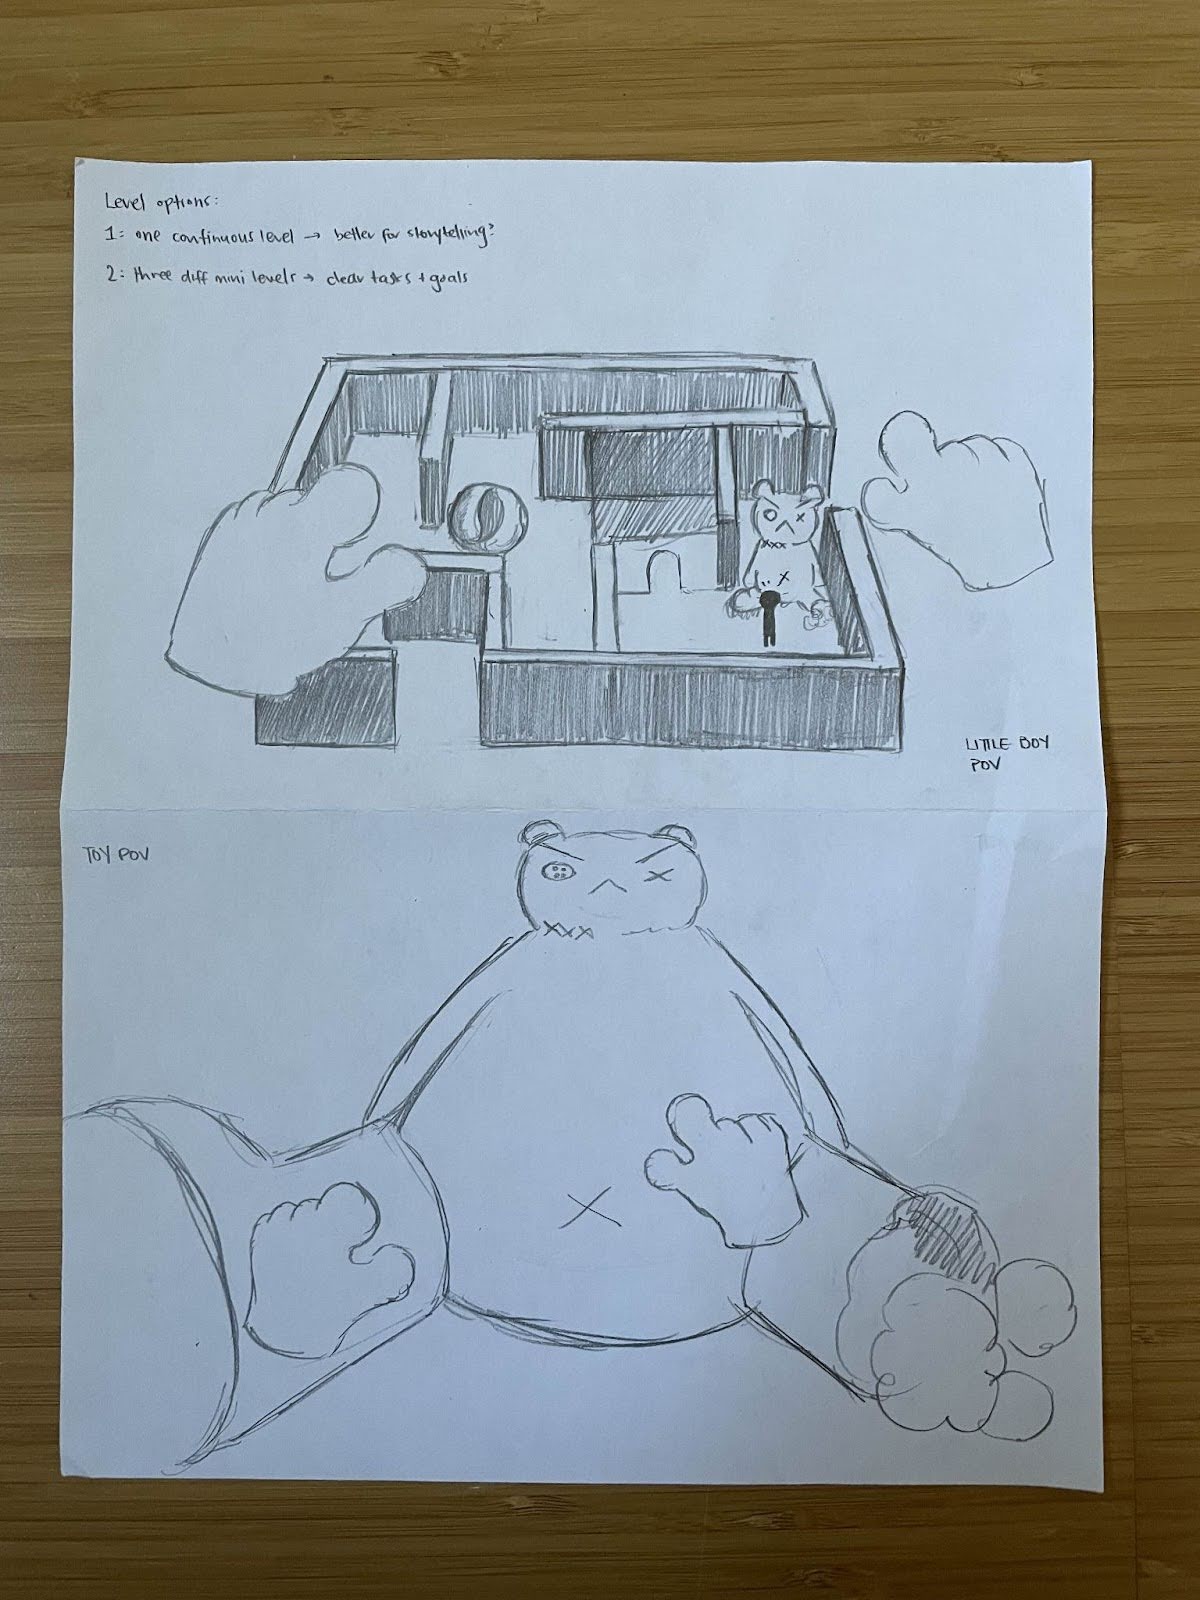 Level options:
1: one continuous level → better for storytelling?
2: three diff mini levels → clear tasks + goals
LITTLE BOY
POV
TOY POV